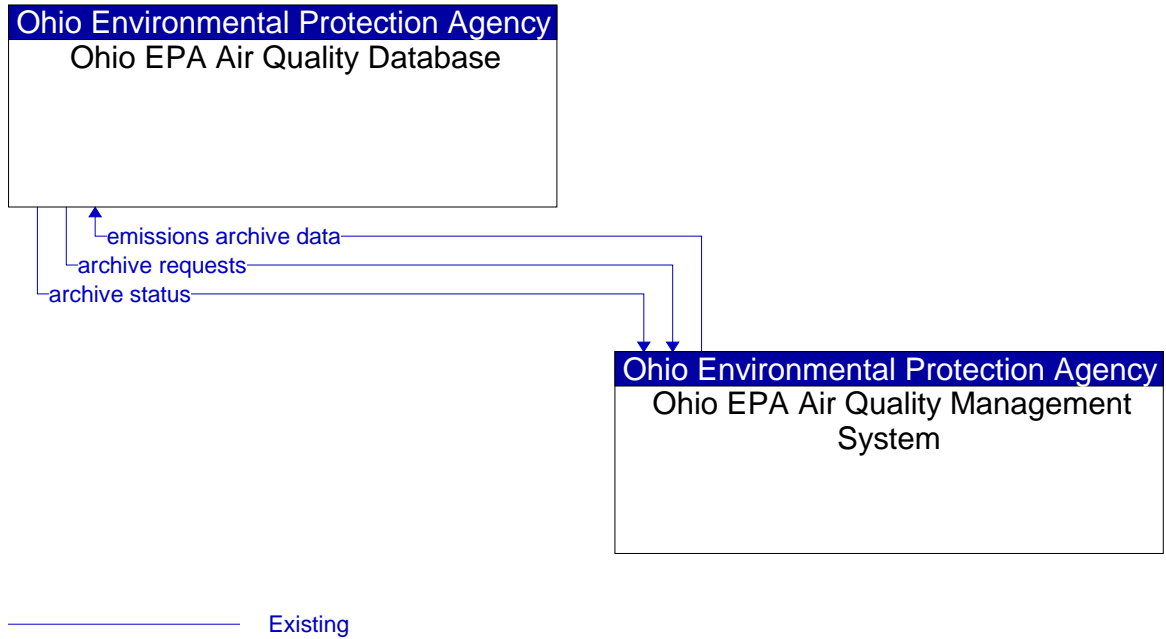 Ohio Environmental Protection Agency
Ohio EPA Air Quality Database
emissions archive data
archive requests
archive status
Ohio Environmental Protection Agency
Ohio EPA Air Quality Management
System
Existing